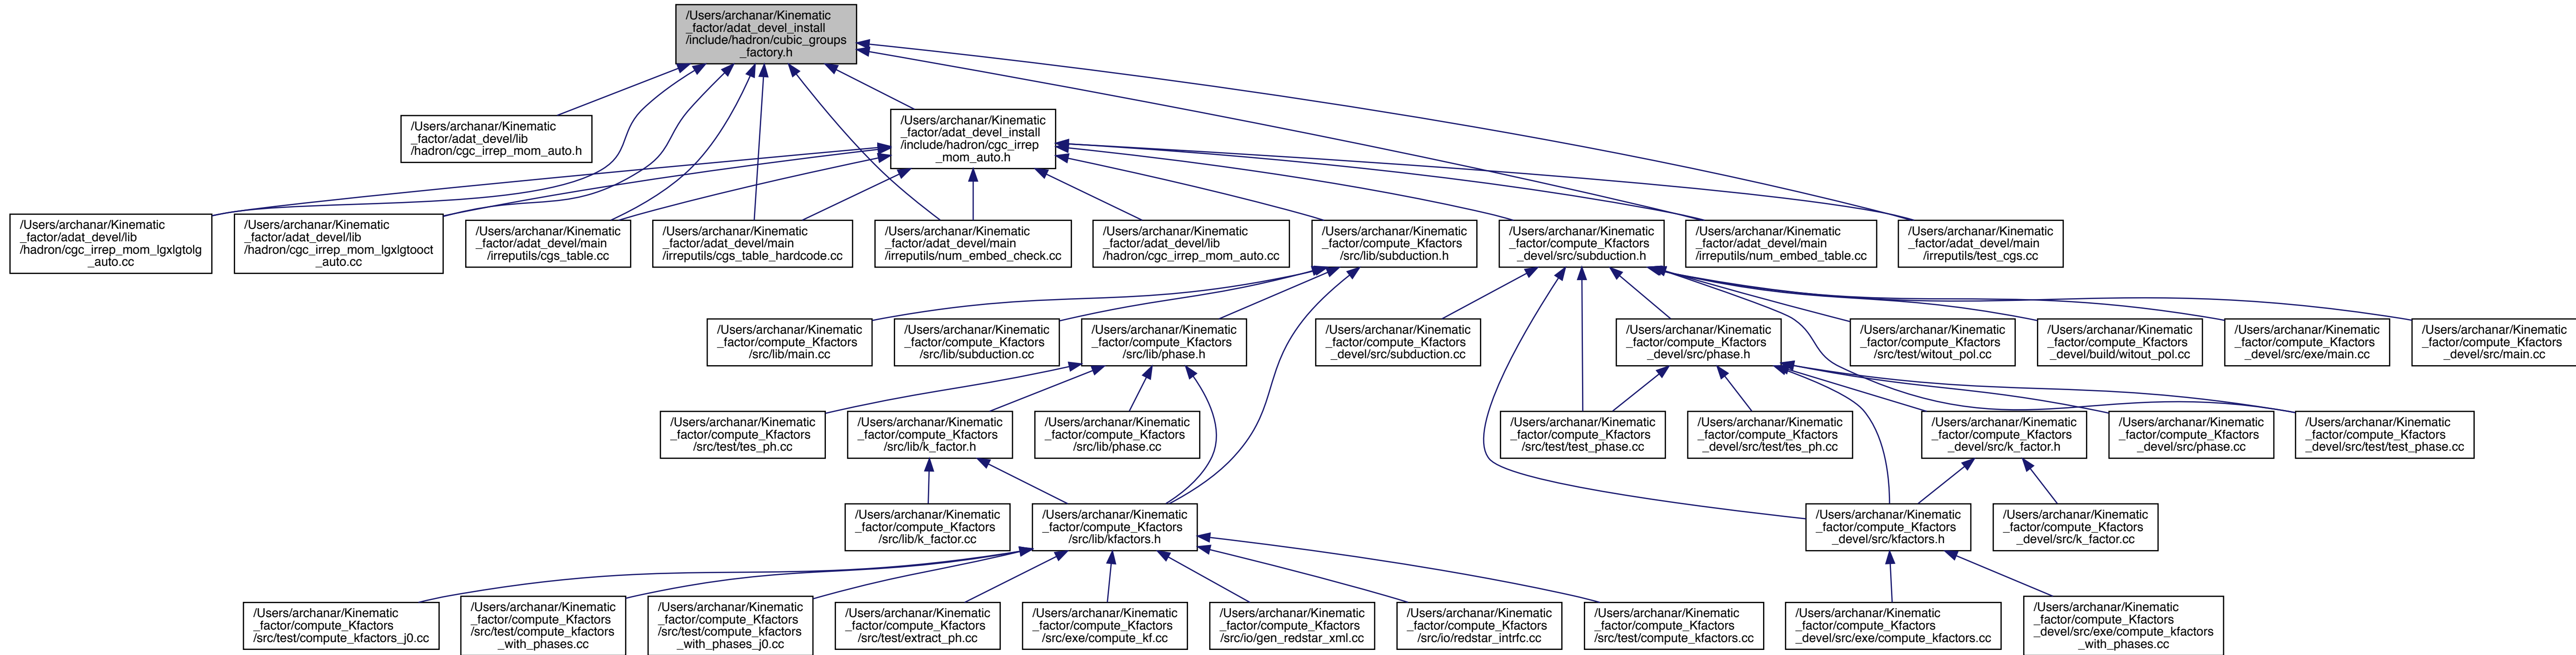 /Users/archanar/Kinematic
_factor/adat_devel_install
/include/hadron/cubic_groups
_factory.h
/Users/archanar/Kinematic
_factor/adat_devel/lib
/hadron/cgc_irrep_mom_auto.h
/Users/archanar/Kinematic
_factor/adat_devel_install
/include/hadron/cgc_irrep
_mom_auto.h
/Users/archanar/Kinematic
_factor/adat_devel/lib
/hadron/cgc_irrep_mom_lgxlgtolg
_auto.cc
/Users/archanar/Kinematic
_factor/adat_devel/lib
/hadron/cgc_irrep_mom_lgxlgtooct
_auto.cc
/Users/archanar/Kinematic
_factor/adat_devel/main
/irreputils/cgs_table.cc
/Users/archanar/Kinematic
_factor/adat_devel/main
/irreputils/cgs_table_hardcode.cc
/Users/archanar/Kinematic
_factor/adat_devel/main
/irreputils/num_embed_check.cc
/Users/archanar/Kinematic
_factor/adat_devel/lib
/hadron/cgc_irrep_mom_auto.cc
/Users/archanar/Kinematic
_factor/compute_Kfactors
/src/lib/subduction.h
/Users/archanar/Kinematic
_factor/compute_Kfactors
_devel/src/subduction.h
/Users/archanar/Kinematic
_factor/adat_devel/main
/irreputils/num_embed_table.cc
/Users/archanar/Kinematic
_factor/adat_devel/main
/irreputils/test_cgs.cc
/Users/archanar/Kinematic
_factor/compute_Kfactors
/src/lib/main.cc
/Users/archanar/Kinematic
_factor/compute_Kfactors
/src/lib/subduction.cc
/Users/archanar/Kinematic
_factor/compute_Kfactors
/src/lib/phase.h
/Users/archanar/Kinematic
_factor/compute_Kfactors
_devel/src/subduction.cc
/Users/archanar/Kinematic
_factor/compute_Kfactors
_devel/src/phase.h
/Users/archanar/Kinematic
_factor/compute_Kfactors
/src/test/witout_pol.cc
/Users/archanar/Kinematic
_factor/compute_Kfactors
_devel/build/witout_pol.cc
/Users/archanar/Kinematic
_factor/compute_Kfactors
_devel/src/exe/main.cc
/Users/archanar/Kinematic
_factor/compute_Kfactors
_devel/src/main.cc
/Users/archanar/Kinematic
_factor/compute_Kfactors
/src/test/tes_ph.cc
/Users/archanar/Kinematic
_factor/compute_Kfactors
/src/lib/k_factor.h
/Users/archanar/Kinematic
_factor/compute_Kfactors
/src/lib/phase.cc
/Users/archanar/Kinematic
_factor/compute_Kfactors
/src/test/test_phase.cc
/Users/archanar/Kinematic
_factor/compute_Kfactors
_devel/src/test/tes_ph.cc
/Users/archanar/Kinematic
_factor/compute_Kfactors
_devel/src/k_factor.h
/Users/archanar/Kinematic
_factor/compute_Kfactors
_devel/src/phase.cc
/Users/archanar/Kinematic
_factor/compute_Kfactors
_devel/src/test/test_phase.cc
/Users/archanar/Kinematic
_factor/compute_Kfactors
/src/lib/k_factor.cc
/Users/archanar/Kinematic
_factor/compute_Kfactors
/src/lib/kfactors.h
/Users/archanar/Kinematic
_factor/compute_Kfactors
_devel/src/kfactors.h
/Users/archanar/Kinematic
_factor/compute_Kfactors
_devel/src/k_factor.cc
/Users/archanar/Kinematic
_factor/compute_Kfactors
/src/test/compute_kfactors_j0.cc
/Users/archanar/Kinematic
_factor/compute_Kfactors
/src/test/compute_kfactors
_with_phases.cc
/Users/archanar/Kinematic
_factor/compute_Kfactors
/src/test/compute_kfactors
_with_phases_j0.cc
/Users/archanar/Kinematic
_factor/compute_Kfactors
/src/test/extract_ph.cc
/Users/archanar/Kinematic
_factor/compute_Kfactors
/src/exe/compute_kf.cc
/Users/archanar/Kinematic
_factor/compute_Kfactors
/src/io/gen_redstar_xml.cc
/Users/archanar/Kinematic
_factor/compute_Kfactors
/src/io/redstar_intrfc.cc
/Users/archanar/Kinematic
_factor/compute_Kfactors
/src/test/compute_kfactors.cc
/Users/archanar/Kinematic
_factor/compute_Kfactors
_devel/src/exe/compute_kfactors.cc
/Users/archanar/Kinematic
_factor/compute_Kfactors
_devel/src/exe/compute_kfactors
_with_phases.cc